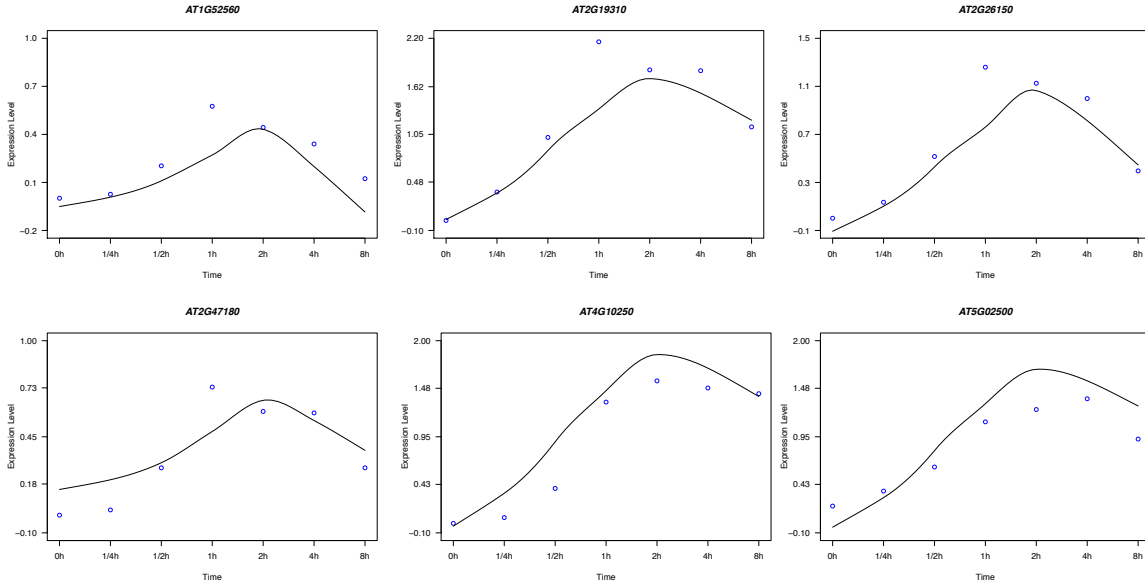 AT1G52560
AT2G19310
AT2G26150
Expression Level
1.0
0.7
0.4
0.1
−0.2
0h 1/4h 1/2h 1h 2h 4h 8h
Time
Expression Level
2.20
1.62
1.05
0.48
−0.10
0h 1/4h 1/2h 1h 2h 4h 8h
Time
Expression Level
1.5
1.1
0.7
0.3
−0.1
0h 1/4h 1/2h 1h 2h 4h 8h
Time
AT2G47180
AT4G10250
AT5G02500
Expression Level
1.00
0.73
0.45
0.18
−0.10
0h 1/4h 1/2h 1h 2h 4h 8h
Time
Expression Level
2.00
1.48
0.95
0.43
−0.10
0h 1/4h 1/2h 1h 2h 4h 8h
Time
Expression Level
2.00
1.48
0.95
0.43
−0.10
0h 1/4h 1/2h 1h 2h 4h 8h
Time